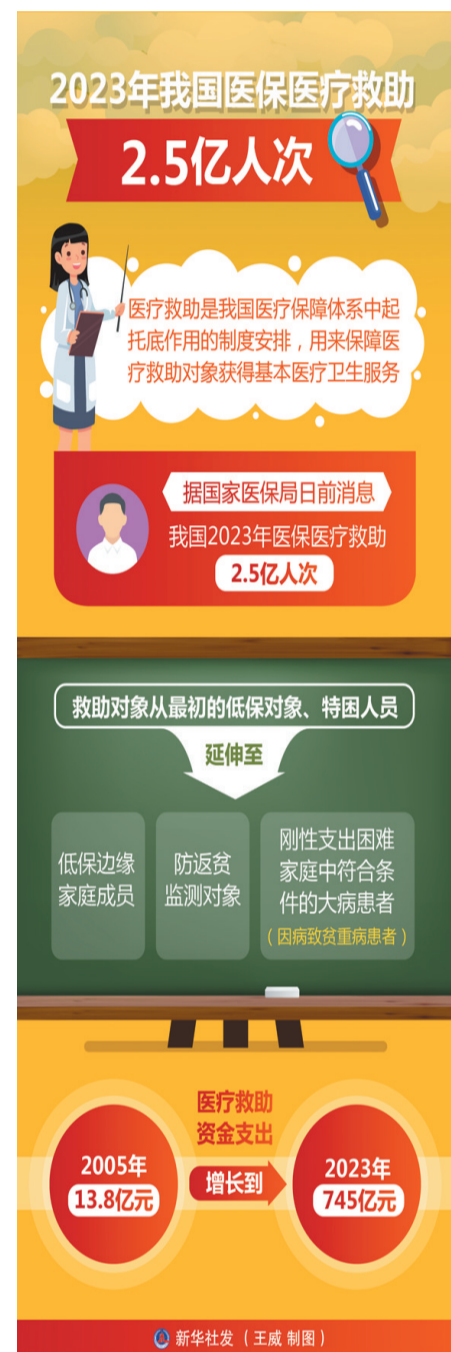 2023年我国医保医疗救助
2.5亿人次
医疗救助是我国医疗保障体系中起
托底作用的制度安排，用来保障医
疗救助对象获得基本医疗卫生服务
据国家医保局日前消息
我国2023年医保医疗救助
2.5亿人次
救助对象从最初的低保对象、特困人员
延伸至
低保边缘
家庭成员
防返贫
监测对象
刚性支出困难
家庭中符合条
件的大病患者
（因病致贫重病患者）
医疗救助
资金支出
2005年
13.8亿元
增长到
2023年
745亿元
新华社发（王威 制图）